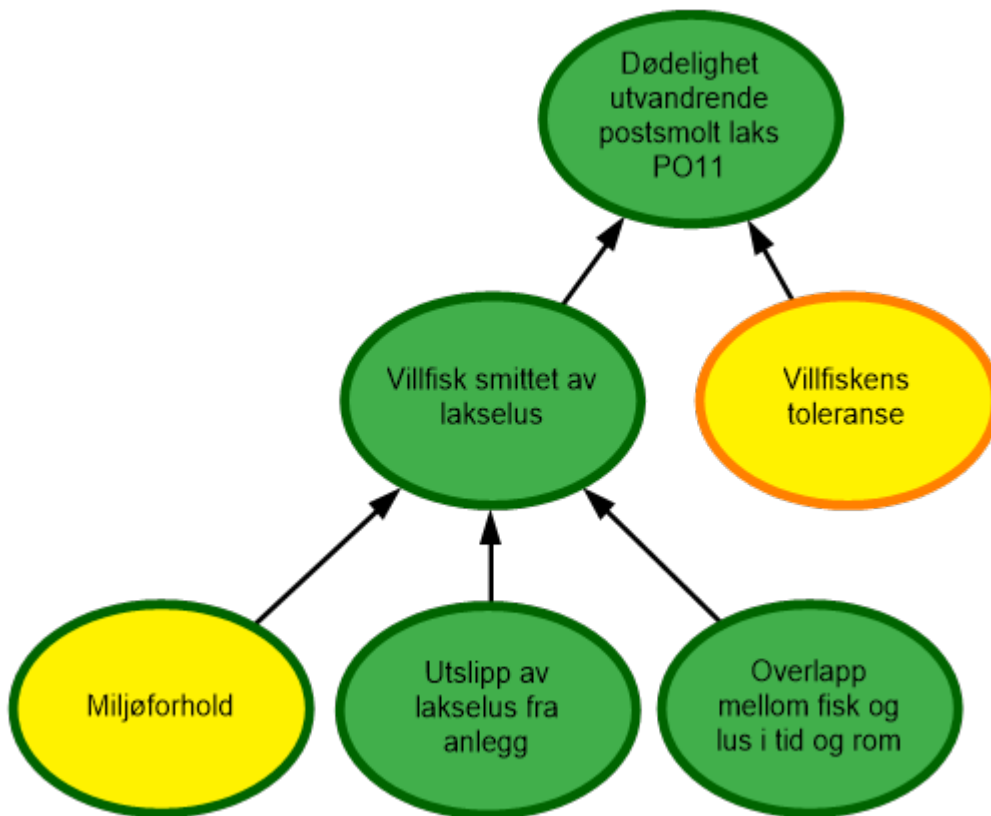 Dødelighet
utvandrende
postsmolt laks
PO11
Villfisk smittet av
lakselus
Villfiskens
toleranse
Miljøforhold
Utslipp av
lakselus fra
anlegg
Overlapp
mellom fisk og
lus i tid og rom